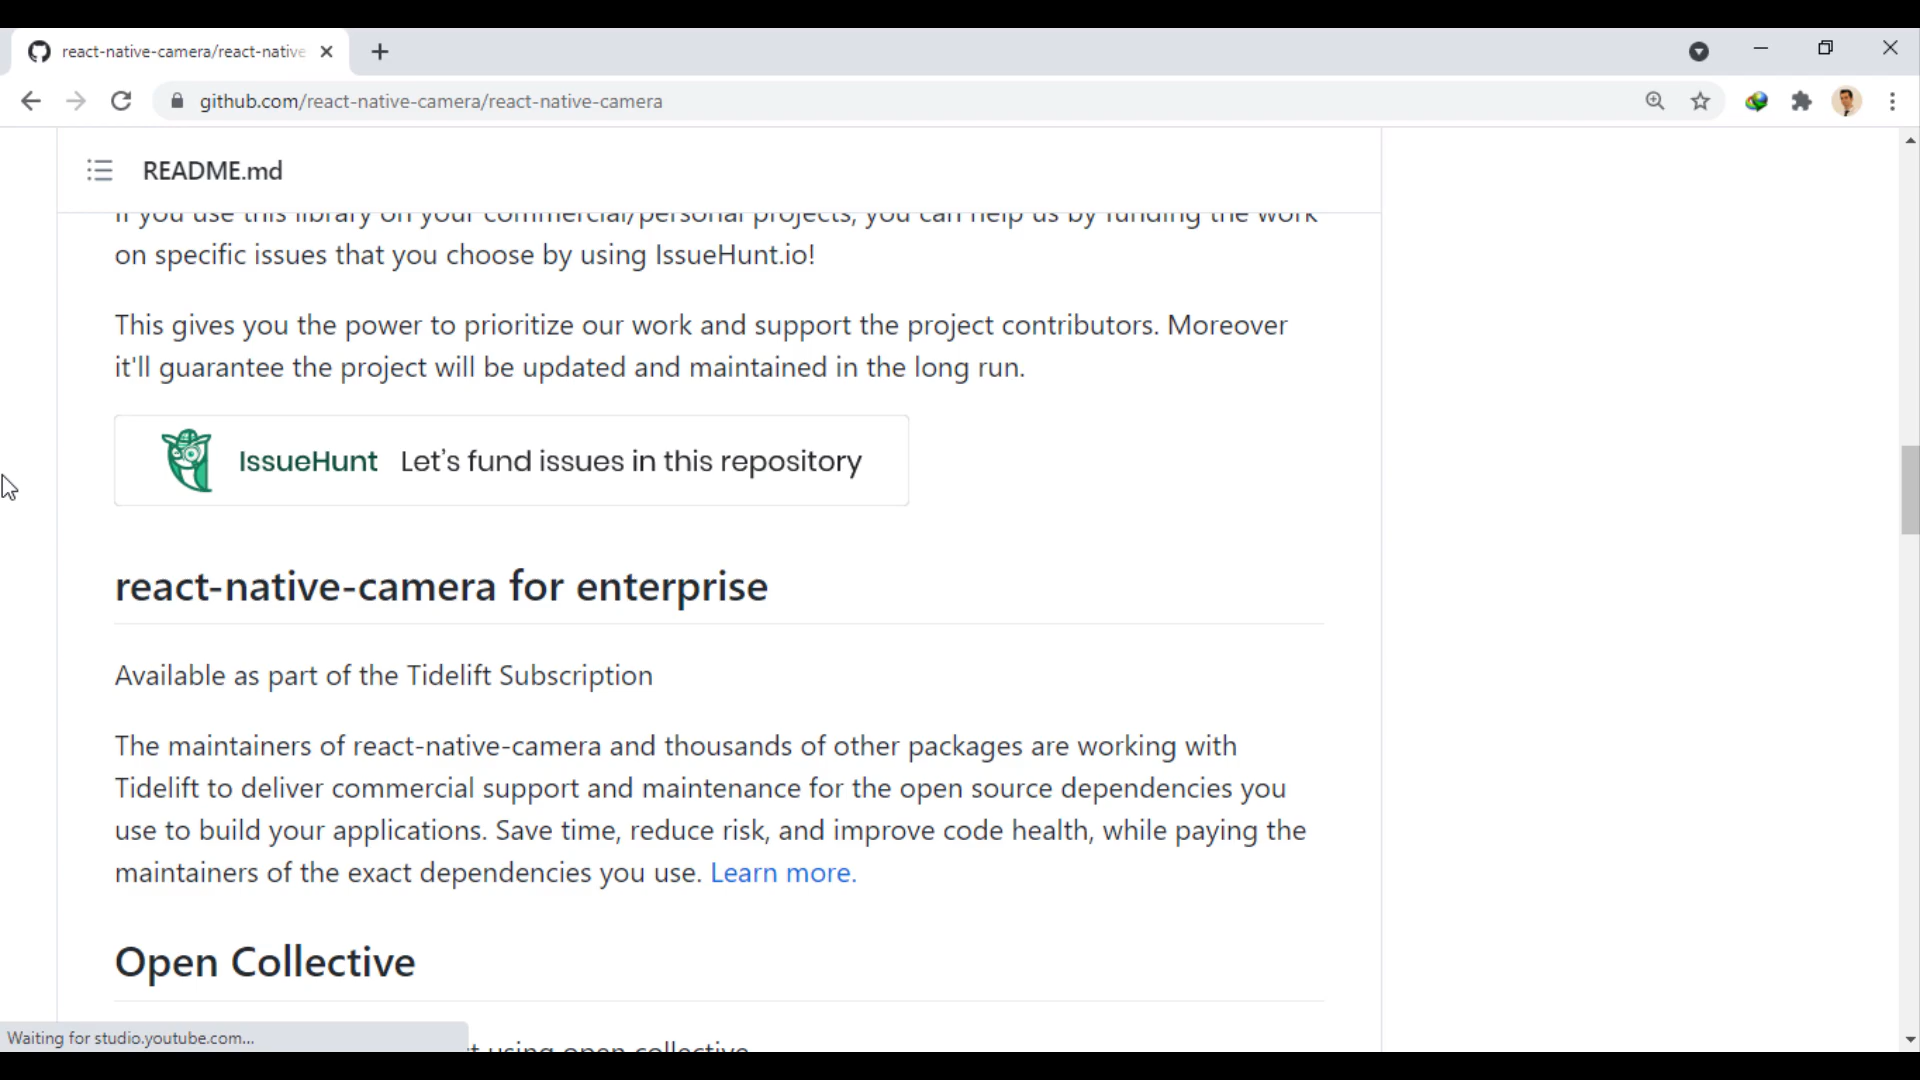 react-native-camera/react-native
github.com/react-native-camera/react-native-camera
README.md
If you use this library on your commercial/personal projects, you can help us by funding the work
on specific issues that you choose by using IssueHunt.io!
This gives you the power to prioritize our work and support the project contributors. Moreover
it'll guarantee the project will be updated and maintained in the long run.
IssueHunt Let's fund issues in this repository
react-native-camera for enterprise
Available as part of the Tidelift Subscription
The maintainers of react-native-camera and thousands of other packages are working with
Tidelift to deliver commercial support and maintenance for the open source dependencies you
use to build your applications. Save time, reduce risk, and improve code health, while paying the
maintainers of the exact dependencies you use. Learn more.
Open Collective
using open collective
Waiting for studio.youtube.com...